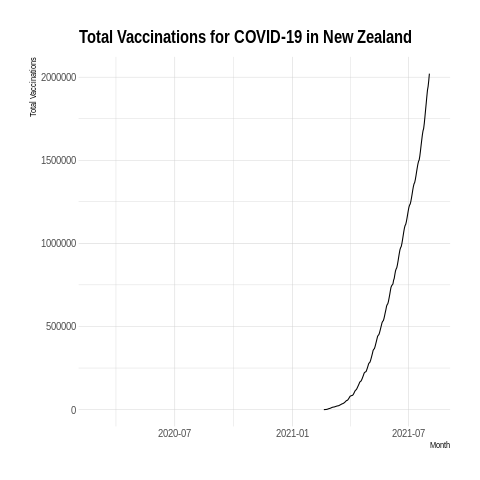 Total Vaccinations for COVID-19 in New Zealand
Total Vaccinations
2000000
1500000
1000000
500000
0
2020-07 2021-01 2021-07
Month